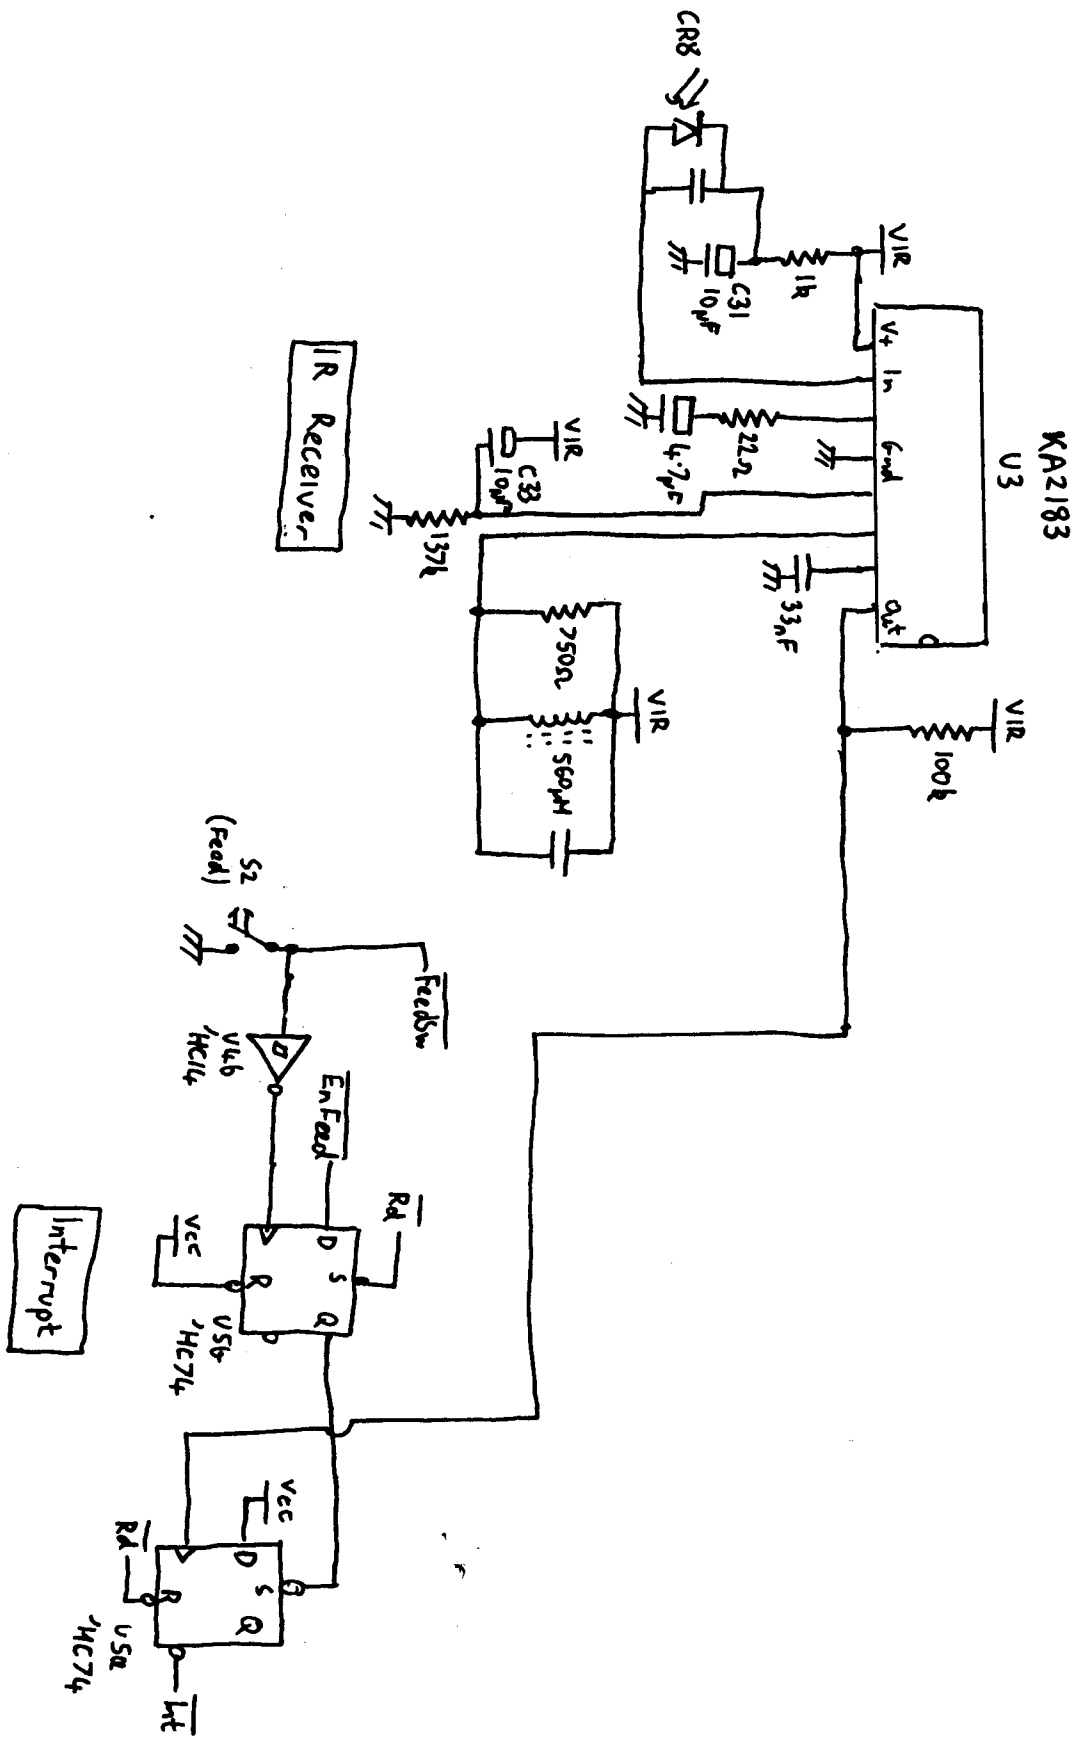 KA2183
U3
V+
In
Gnd
Out
VIR
1k
CR8
C31
10µF
22Ω
4.7µF
VIR
C33
10µF
137k
33nF
VIR
100k
VIR
750Ω
560µH
IR Receiver
FeedSw
S2
(Feed)
U4b
'HC14
EnFeed
Rd
D
S
Q
R
Vcc
U5b
'HC74
Vcc
D
S
Q
R
Rd
U5a
'HC74
Int
Interrupt